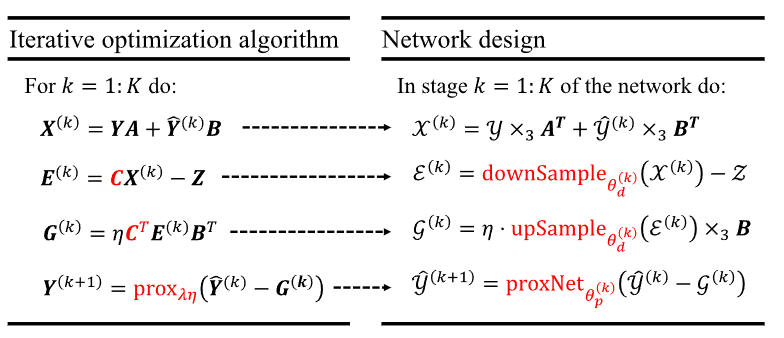 Iterative optimization algorithm
Network design
For k = 1: K do:
In stage k = 1: K of the network do:
X^(k) = YA + Ŷ^(k)B
𝒳^(k) = 𝒴 ×₃ A^T + 𝒴̂^(k) ×₃ B^T
E^(k) = CX^(k) − Z
ℰ^(k) = downSample_{θ_d^(k)}(𝒳^(k)) − 𝒵
G^(k) = ηC^T E^(k)B^T
𝒢^(k) = η · upSample_{θ_d^(k)}(ℰ^(k)) ×₃ B
Y^(k+1) = prox_{λη}(Ŷ^(k) − G^(k))
𝒴̂^(k+1) = proxNet_{θ_p^(k)}(𝒴̂^(k) − 𝒢^(k))